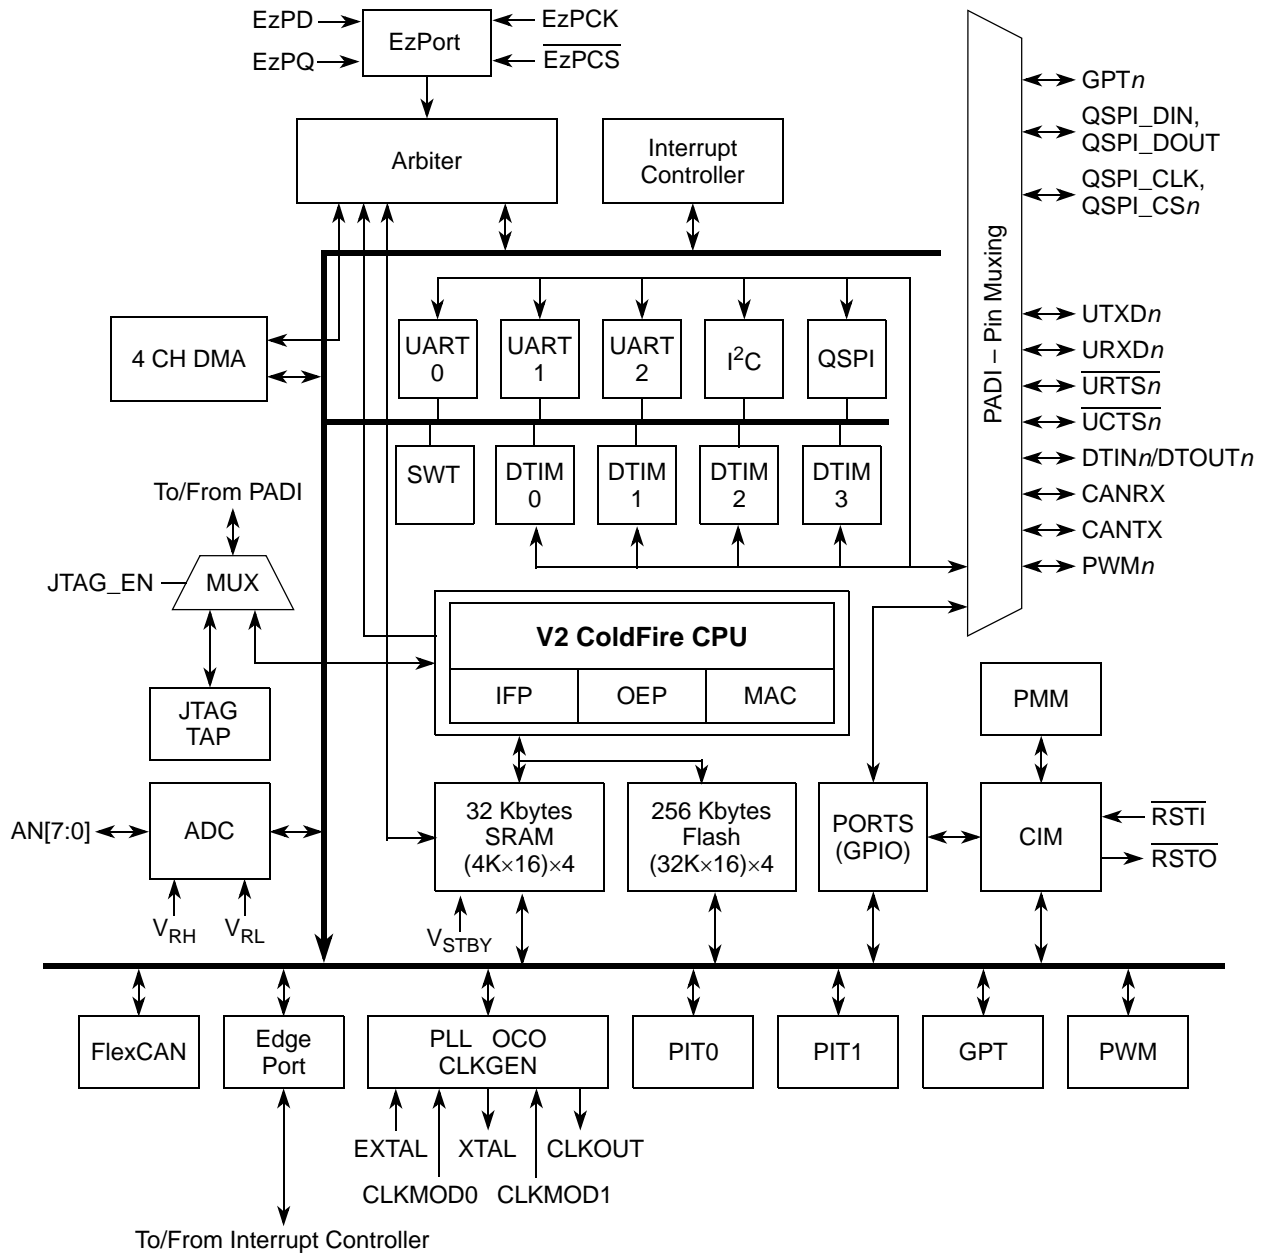 EzPD
EzPCK
EzPort
EzPQ
EzPCS
Arbiter
Interrupt
Controller
GPTn
QSPI_DIN,
QSPI_DOUT
QSPI_CLK,
QSPI_CSn
PADI – Pin Muxing
UTXDn
URXDn
URTSn
UCTSn
DTINn/DTOUTn
CANRX
CANTX
PWMn
4 CH DMA
UART
0
UART
1
UART
2
I²C
QSPI
SWT
DTIM
0
DTIM
1
DTIM
2
DTIM
3
To/From PADI
JTAG_EN
MUX
JTAG
TAP
V2 ColdFire CPU
IFP
OEP
MAC
PMM
AN[7:0]
ADC
VRH
VRL
32 Kbytes
SRAM
(4K×16)×4
VSTBY
256 Kbytes
Flash
(32K×16)×4
PORTS
(GPIO)
CIM
RSTI
RSTO
FlexCAN
Edge
Port
PLL OCO
CLKGEN
PIT0
PIT1
GPT
PWM
EXTAL
XTAL
CLKOUT
CLKMOD0
CLKMOD1
To/From Interrupt Controller